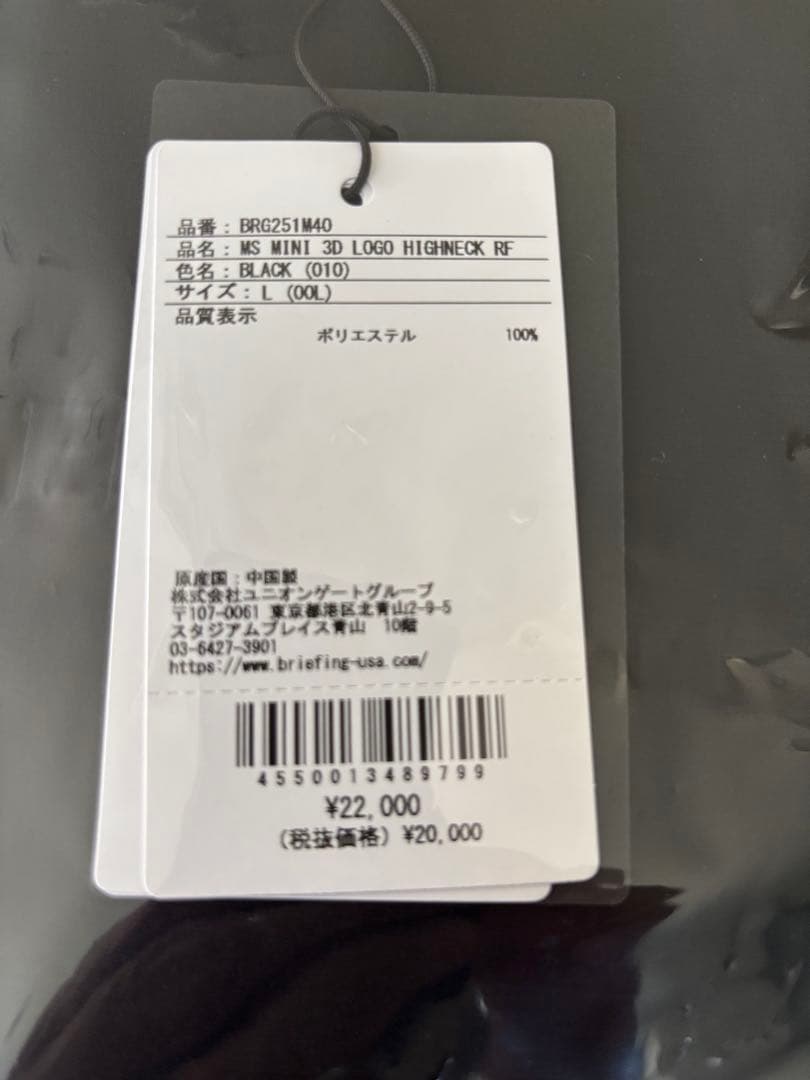 品番：BRG251M40
品名：MS MINI 3D LOGO HIGHNECK RF
色名：BLACK (010)
サイズ：L (00L)
品質表示
ポリエステル 100%
原産国：中国製
株式会社ユニオンゲートグループ
〒107-0061 東京都港区北青山2-9-5
スタジアムプレイス青山 10階
03-6427-3901
https://www.briefing-usa.com/
4550013489799
¥22,000
(税抜価格) ¥20,000